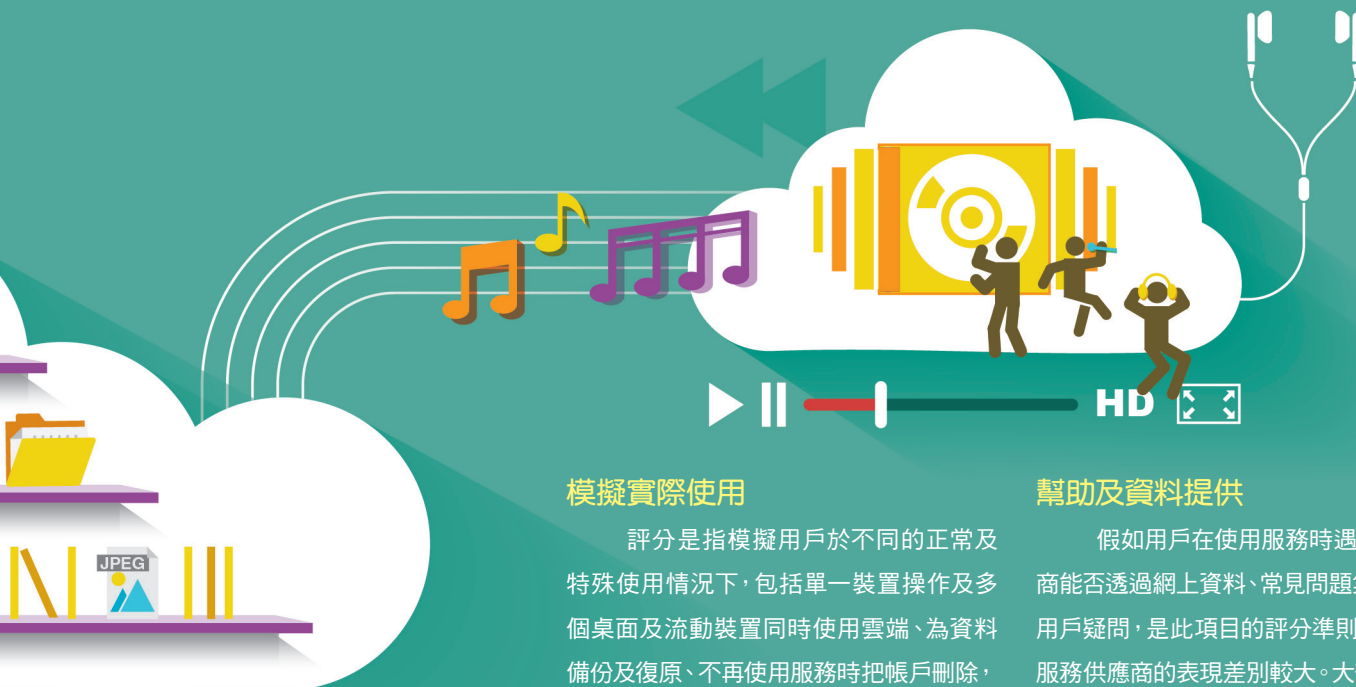 HD
JPEG
模擬實際使用
評分是指模擬用戶於不同的正常及
特殊使用情況下，包括單一裝置操作及多
個桌面及流動裝置同時使用雲端、為資料
備份及復原、不再使用服務時把帳戶刪除，
幫助及資料提供
假如用戶在使用服務時遇
商能否透過網上資料、常見問題
用戶疑問，是此項目的評分準則
服務供應商的表現差別較大。大